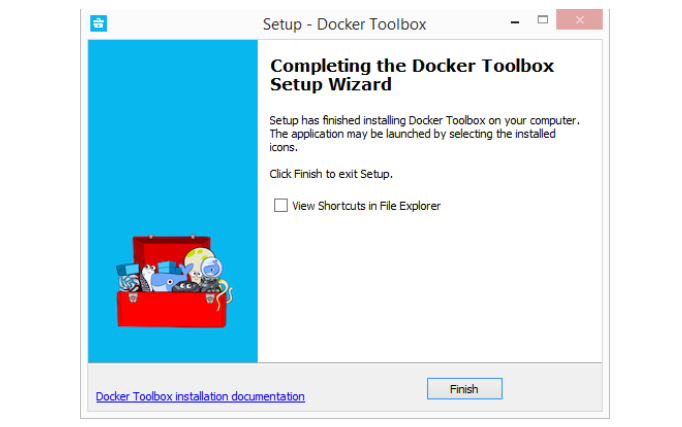 Setup - Docker Toolbox
Completing the Docker Toolbox
Setup Wizard
Setup has finished installing Docker Toolbox on your computer.
The application may be launched by selecting the installed
icons.
Click Finish to exit Setup.
View Shortcuts in File Explorer
Docker Toolbox installation documentation
Finish